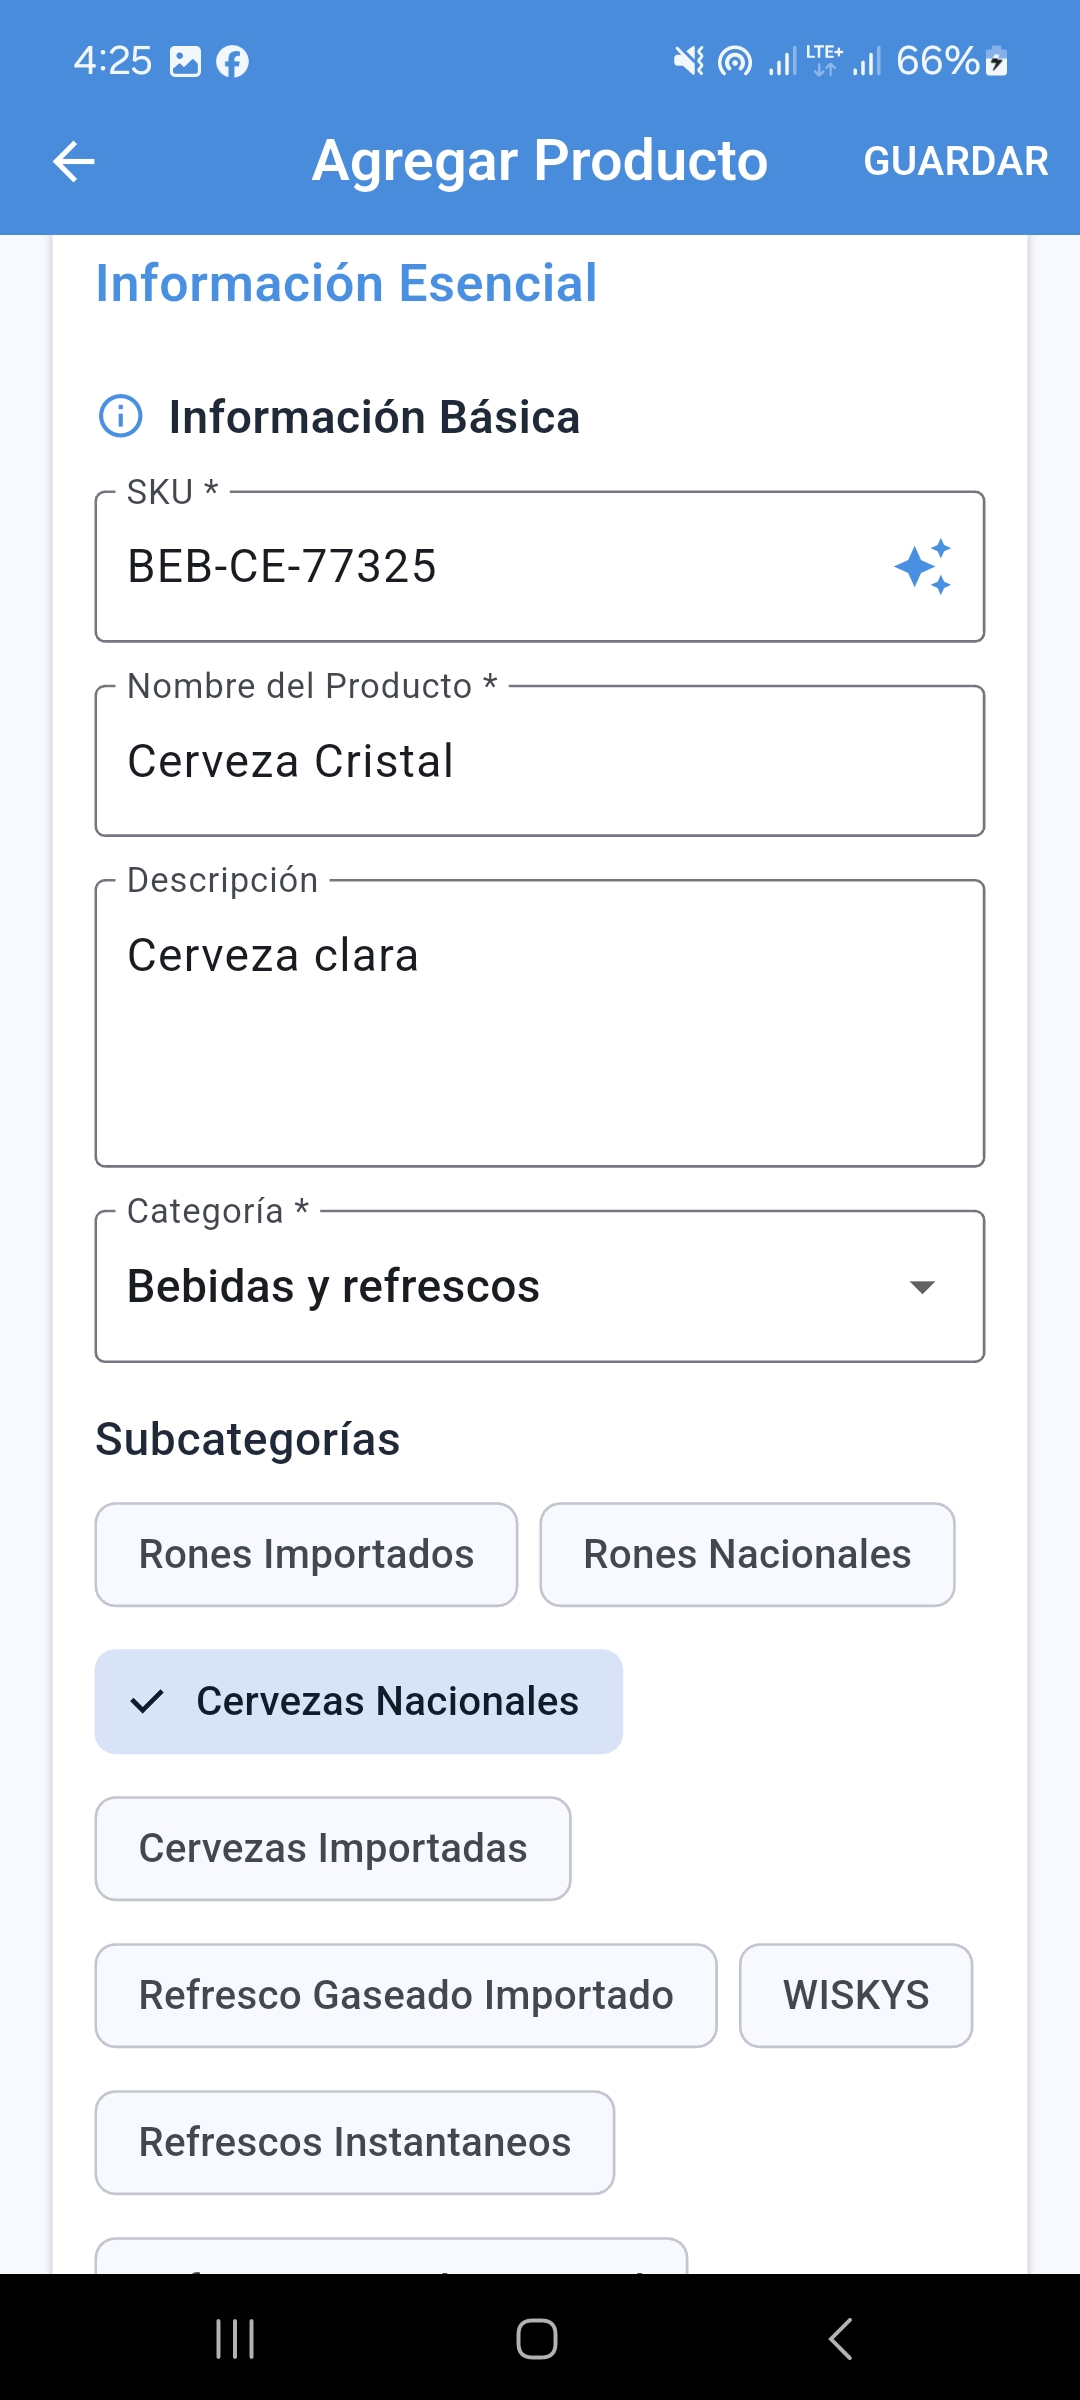 4:25 LTE+ 66%
Agregar Producto GUARDAR
Información Esencial
Información Básica
SKU *
BEB-CE-77325
Nombre del Producto *
Cerveza Cristal
Descripción
Cerveza clara
Categoría *
Bebidas y refrescos
Subcategorías
Rones Importados Rones Nacionales
Cervezas Nacionales
Cervezas Importadas
Refresco Gaseado Importado WISKYS
Refrescos Instantaneos